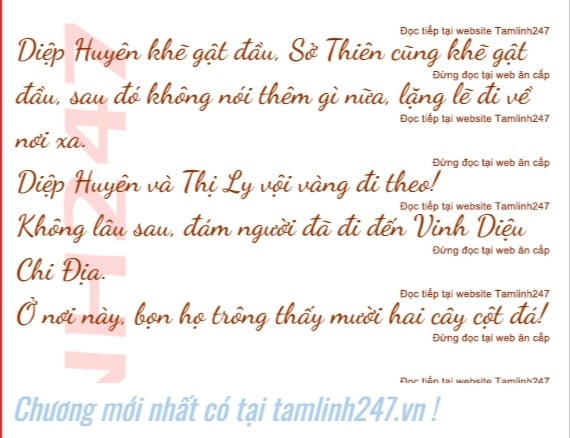 Đọc tiếp tại website Tamlinh247
Diệp Huyên khẽ gật đầu, Sở Thiên cũng khẽ gật
Đừng đọc tại web ăn cắp
đầu, sau đó không nói thêm gì nữa, lặng lẽ đi về
Đọc tiếp tại website Tamlinh247
nơi xa.
Đừng đọc tại web ăn cắp
Diệp Huyên và Thị Ly vội vàng đi theo!
Đọc tiếp tại website Tamlinh247
Không lâu sau, đám người đã đi đến Vinh Diệu
Đừng đọc tại web ăn cắp
Chi Địa.
Đọc tiếp tại website Tamlinh247
Ở nơi này, bọn họ trông thấy mười hai cây cột đá!
Đừng đọc tại web ăn cắp
Đọc tiếp tại website Tamlinh247
NH247
Chương mới nhất có tại tamlinh247.vn !